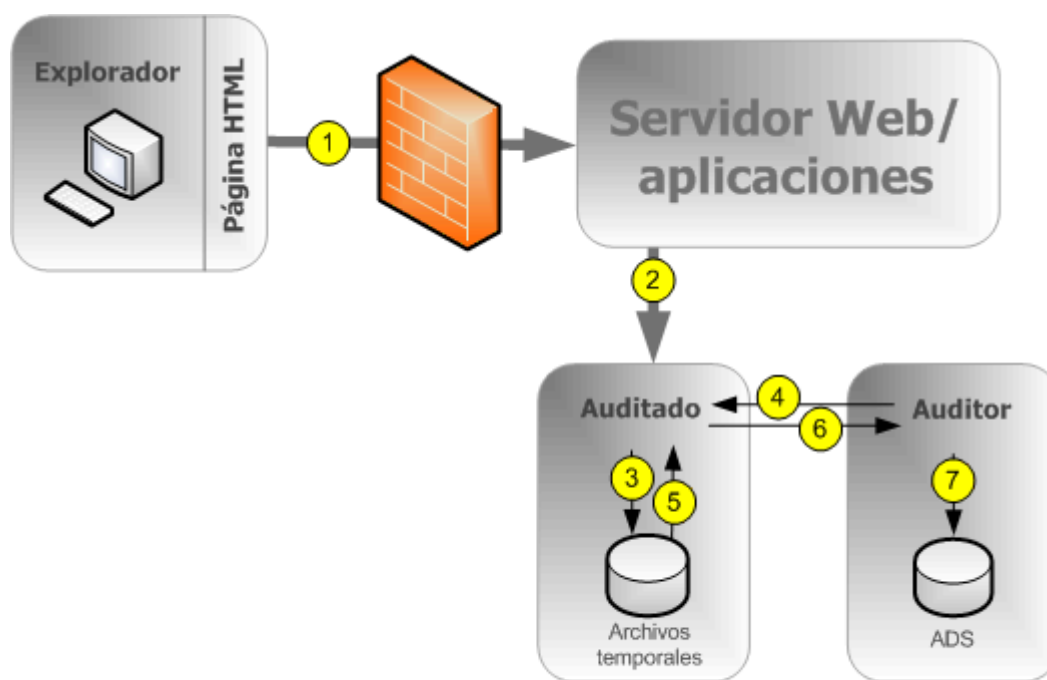 Explorador
Página HTML
1
Servidor Web/
aplicaciones
2
Auditado
4
6
Auditor
3
5
7
Archivos
temporales
ADS